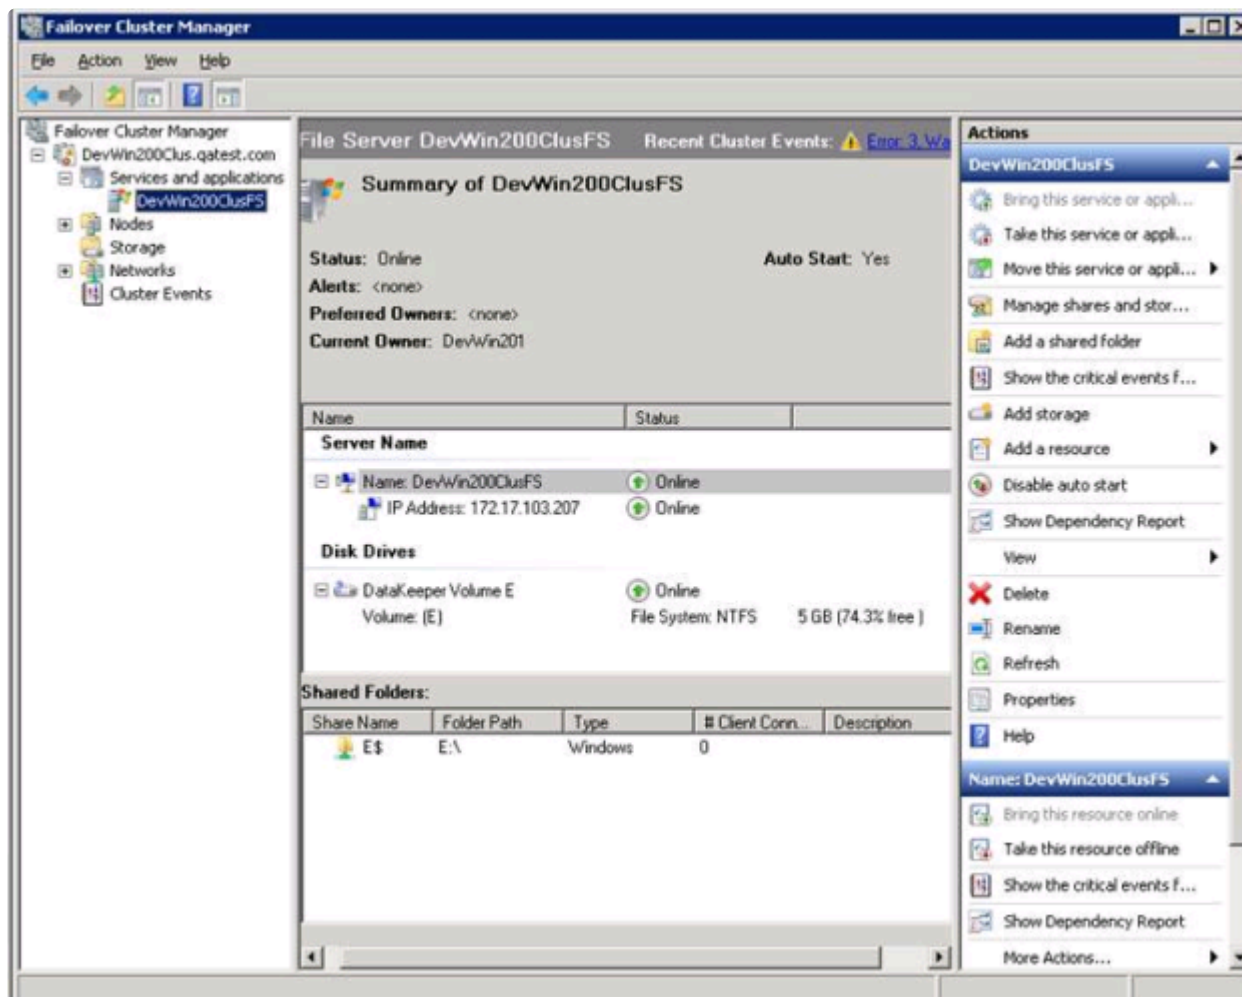 Failover Cluster Manager
File Action View Help
Failover Cluster Manager
DevWin200Clus.qatest.com
Services and applications
DevWin200ClusFS
Nodes
Storage
Networks
Cluster Events
File Server DevWin200ClusFS Recent Cluster Events: Error: 3, Wa
Summary of DevWin200ClusFS
Status: Online Auto Start: Yes
Alerts: <none>
Preferred Owners: <none>
Current Owner: DevWin201
Name Status
Server Name
Name: DevWin200ClusFS Online
IP Address: 172.17.103.207 Online
Disk Drives
DataKeeper Volume E Online
Volume: (E) File System: NTFS 5 GB (74.3% free )
Shared Folders:
Share Name Folder Path Type # Client Conn... Description
E$ E:\ Windows 0
Actions
DevWin200ClusFS
Bring this service or appli...
Take this service or appli...
Move this service or appli...
Manage shares and stor...
Add a shared folder
Show the critical events f...
Add storage
Add a resource
Disable auto start
Show Dependency Report
View
Delete
Rename
Refresh
Properties
Help
Name: DevWin200ClusFS
Bring this resource online
Take this resource offline
Show the critical events f...
Show Dependency Report
More Actions...